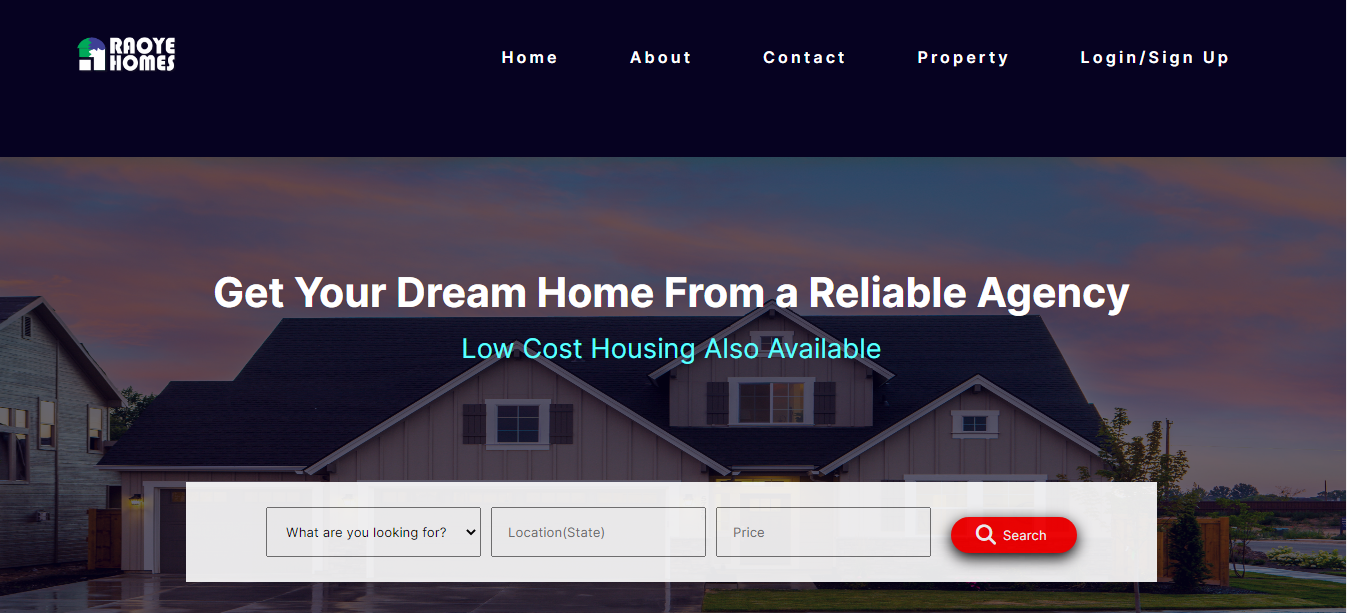 RAOYE
HOMES
Home About Contact Property Login/Sign Up
Get Your Dream Home From a Reliable Agency
Low Cost Housing Also Available
What are you looking for? Location(State) Price Search